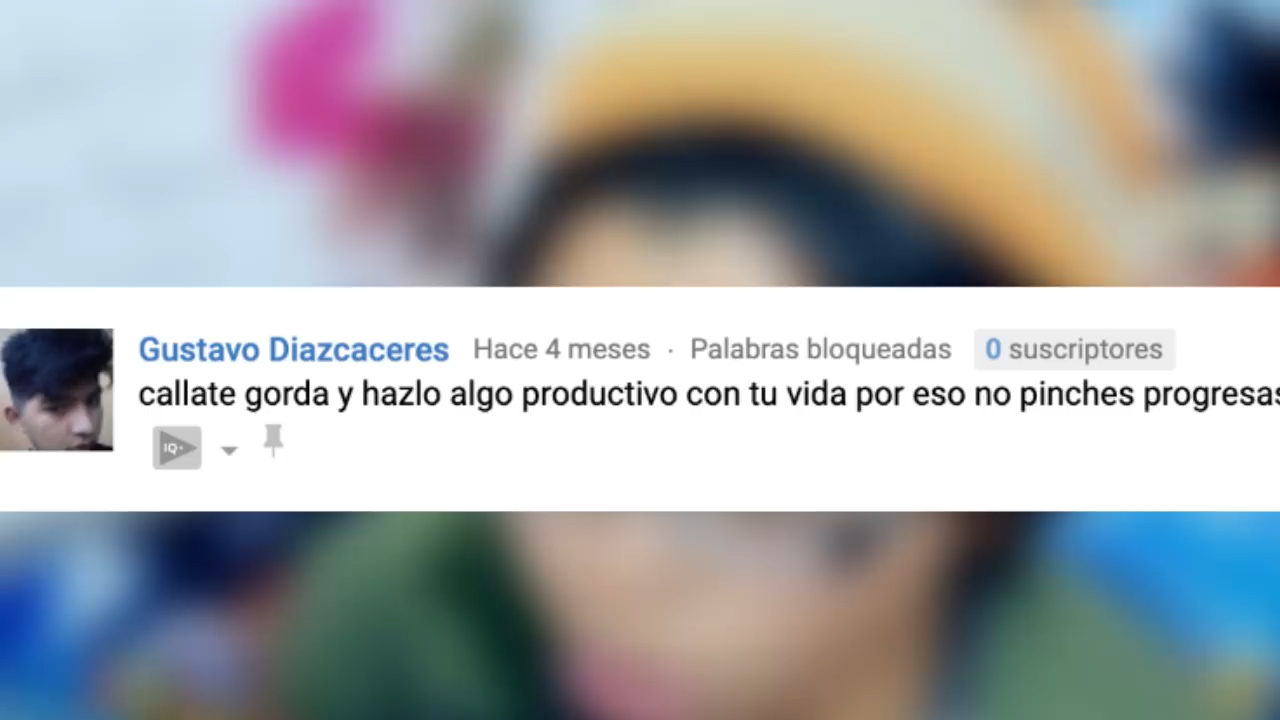 Gustavo Diazcaceres Hace 4 meses · Palabras bloqueadas 0 suscriptores
callate gorda y hazlo algo productivo con tu vida por eso no pinches progresas
IQ+